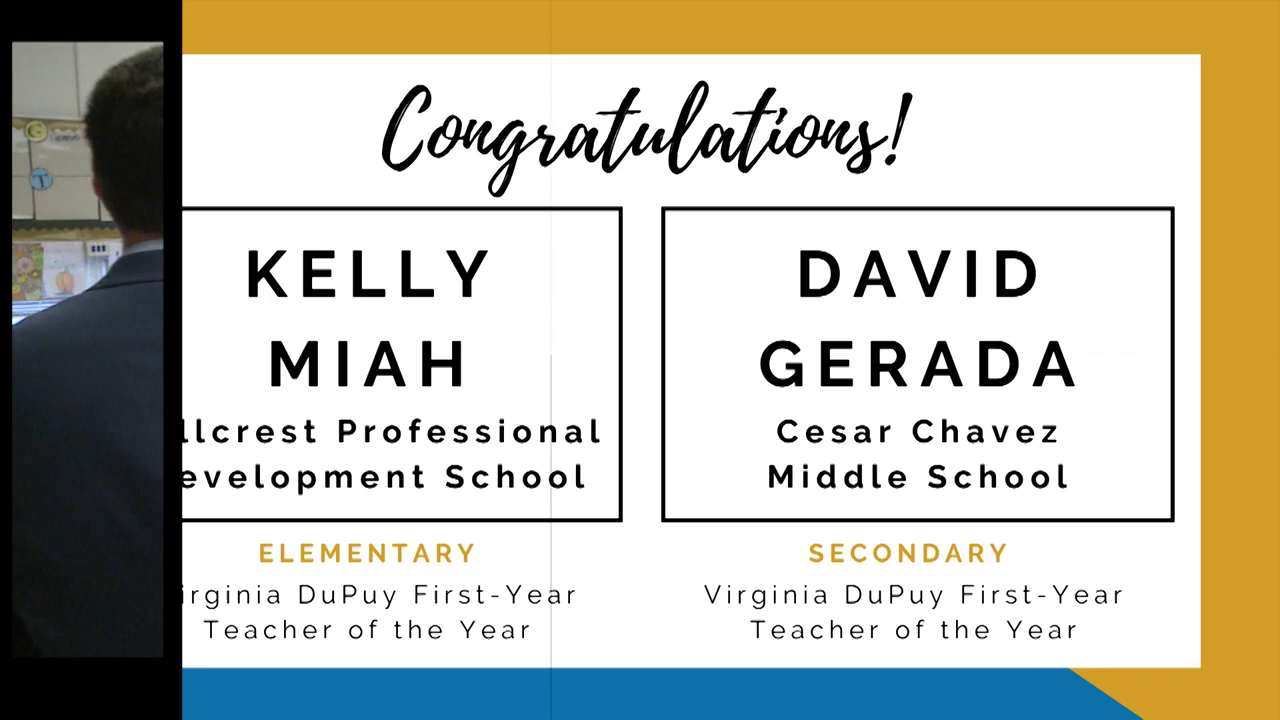 Congratulations!
KELLY
MIAH
llcrest Professional
evelopment School
ELEMENTARY
irginia DuPuy First-Year
Teacher of the Year
DAVID
GERADA
Cesar Chavez
Middle School
SECONDARY
Virginia DuPuy First-Year
Teacher of the Year